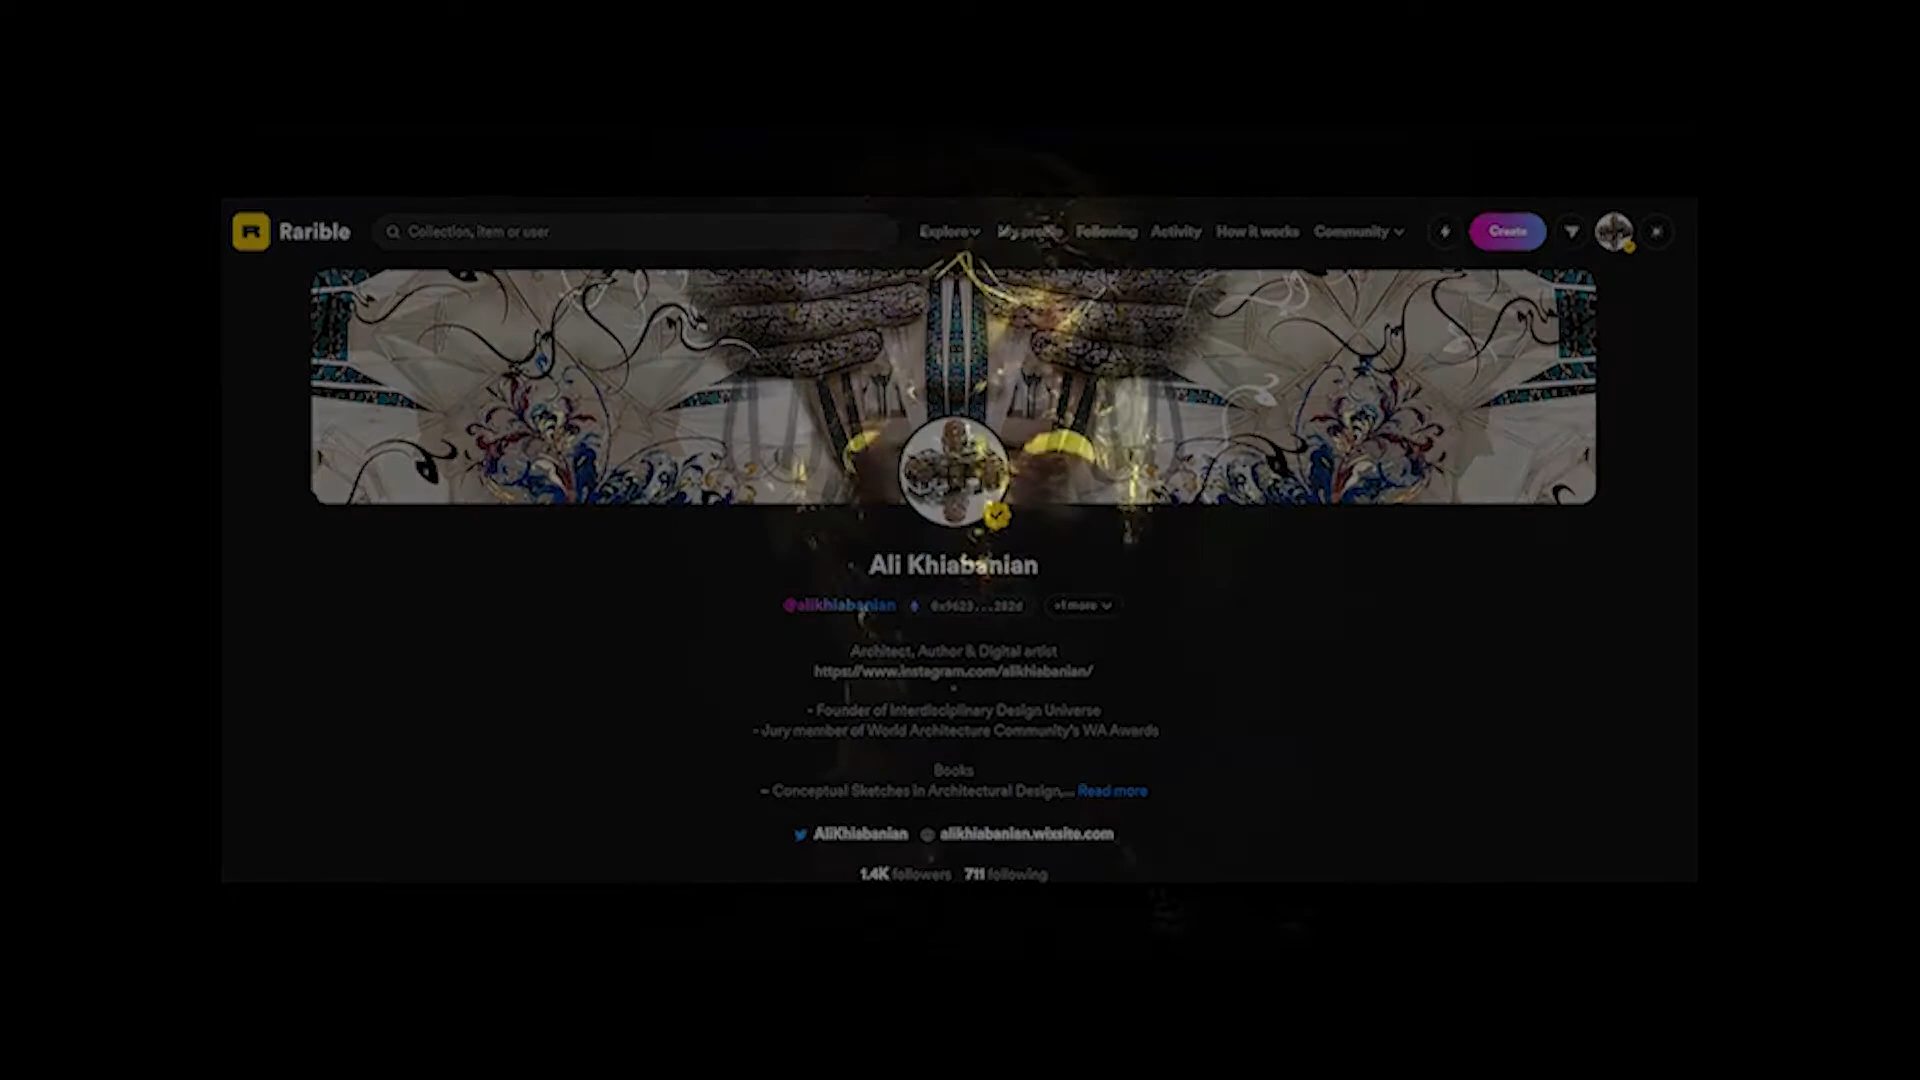 Rarible
Collection, item or user
Explore My profile Following Activity How it works Community Create
Ali Khiabanian
@alikhiabanian 0x9623...282d +1 more
Architect, Author & Digital artist
https://www.instagram.com/alikhiabanian/
- Founder of Interdisciplinary Design Universe
- Jury member of World Architecture Community's WA Awards
Books
- Conceptual Sketches in Architectural Design,... Read more
AliKhiabanian alikhiabanian.wixsite.com
1.4K followers 711 following